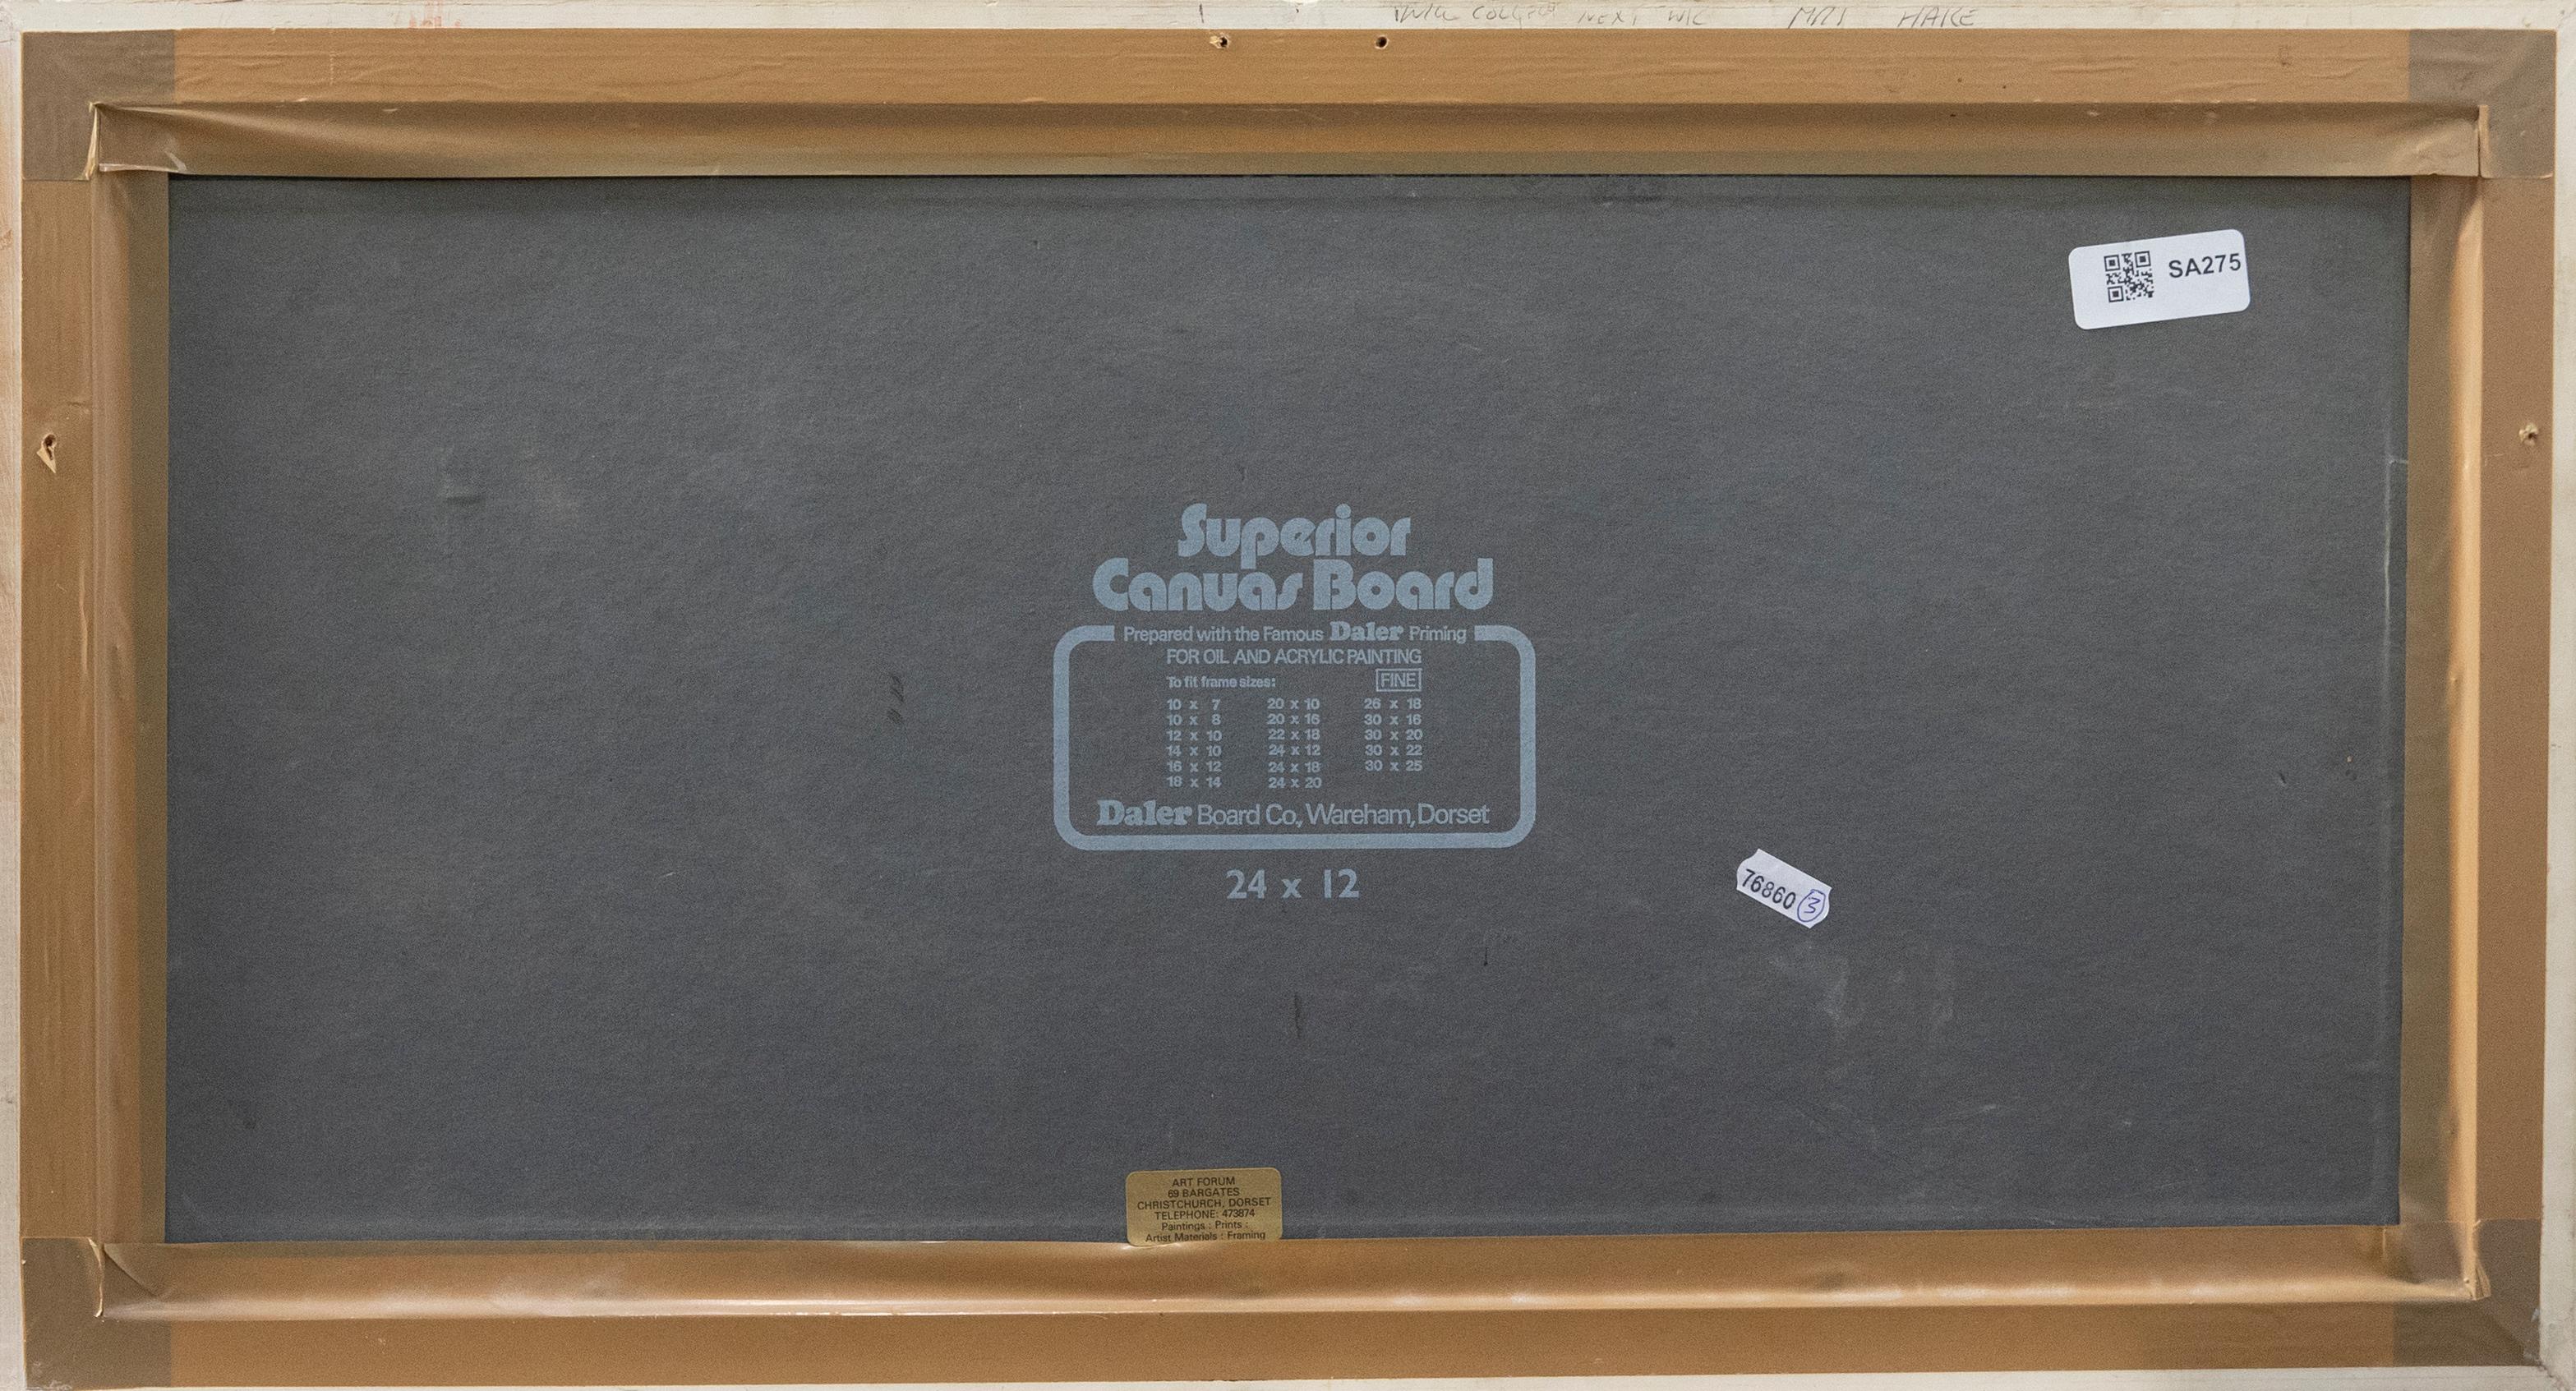 COLLECT NEXT MRS HAKE
SA275
Superior
Canvas Board
Prepared with the Famous Daler Priming
FOR OIL AND ACRYLIC PAINTING
To fit frame sizes: FINE
10 x 7 20 x 10 26 x 18
10 x 8 20 x 16 30 x 16
12 x 10 22 x 18 30 x 20
14 x 10 24 x 12 30 x 22
16 x 12 24 x 18 30 x 25
18 x 14 24 x 20
Daler Board Co., Wareham, Dorset
24 x 12
76860 3
ART FORUM
69 BARGATES
CHRISTCHURCH, DORSET
TELEPHONE: 473874
Paintings : Prints :
Artist Materials : Framing